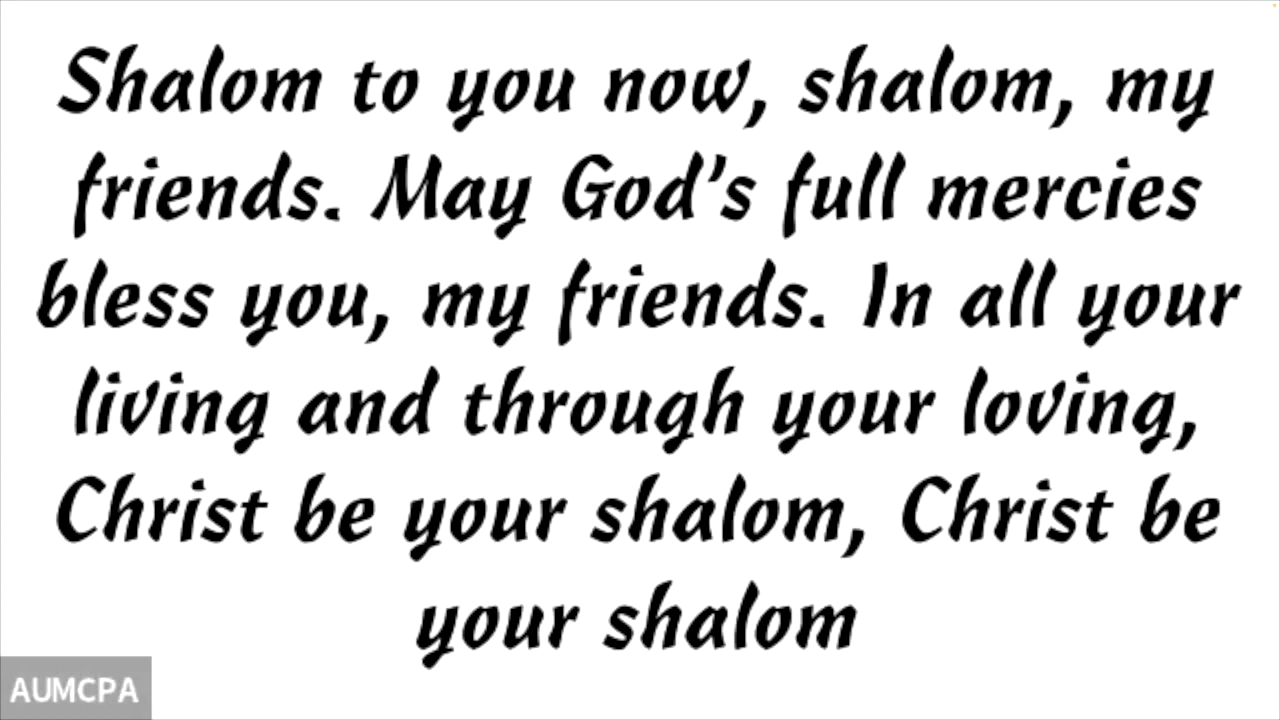 Shalom to you now, shalom, my
friends. May God’s full mercies
bless you, my friends. In all your
living and through your loving,
Christ be your shalom, Christ be
your shalom
AUMCPA